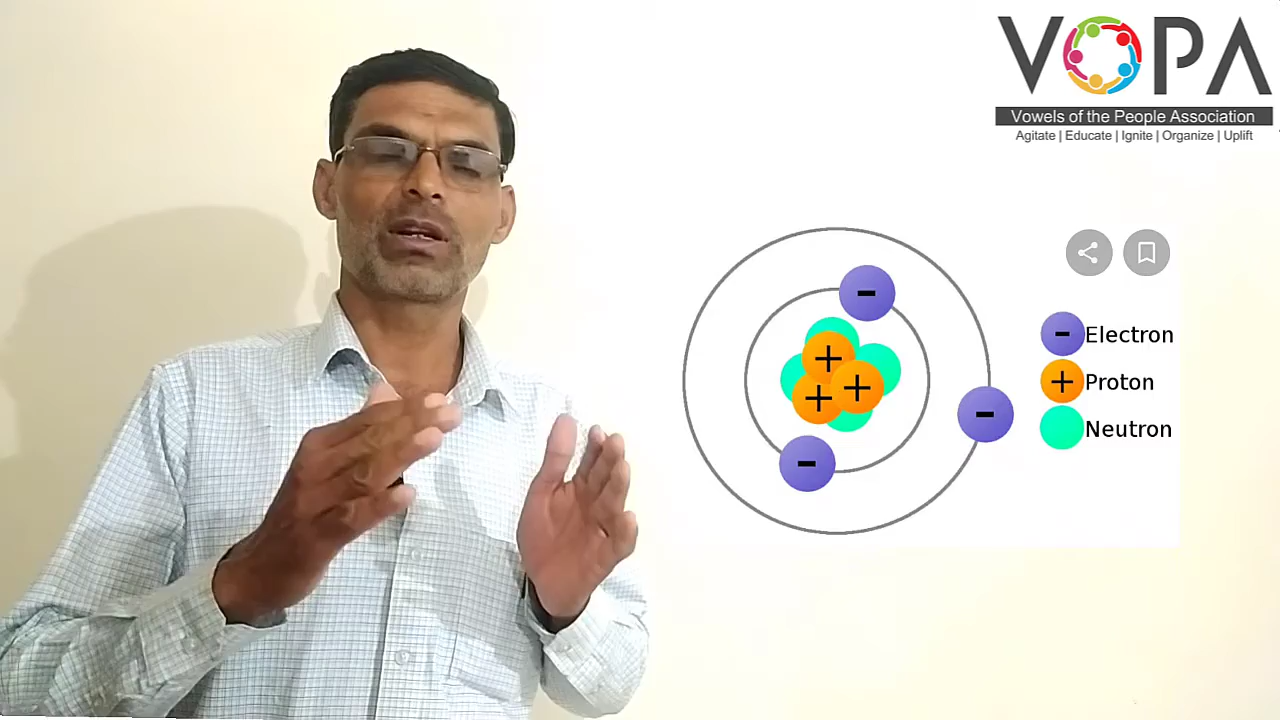 VOPA
Vowels of the People Association
Agitate | Educate | Ignite | Organize | Uplift
-
+
+
+
-
-
- Electron
+ Proton
Neutron